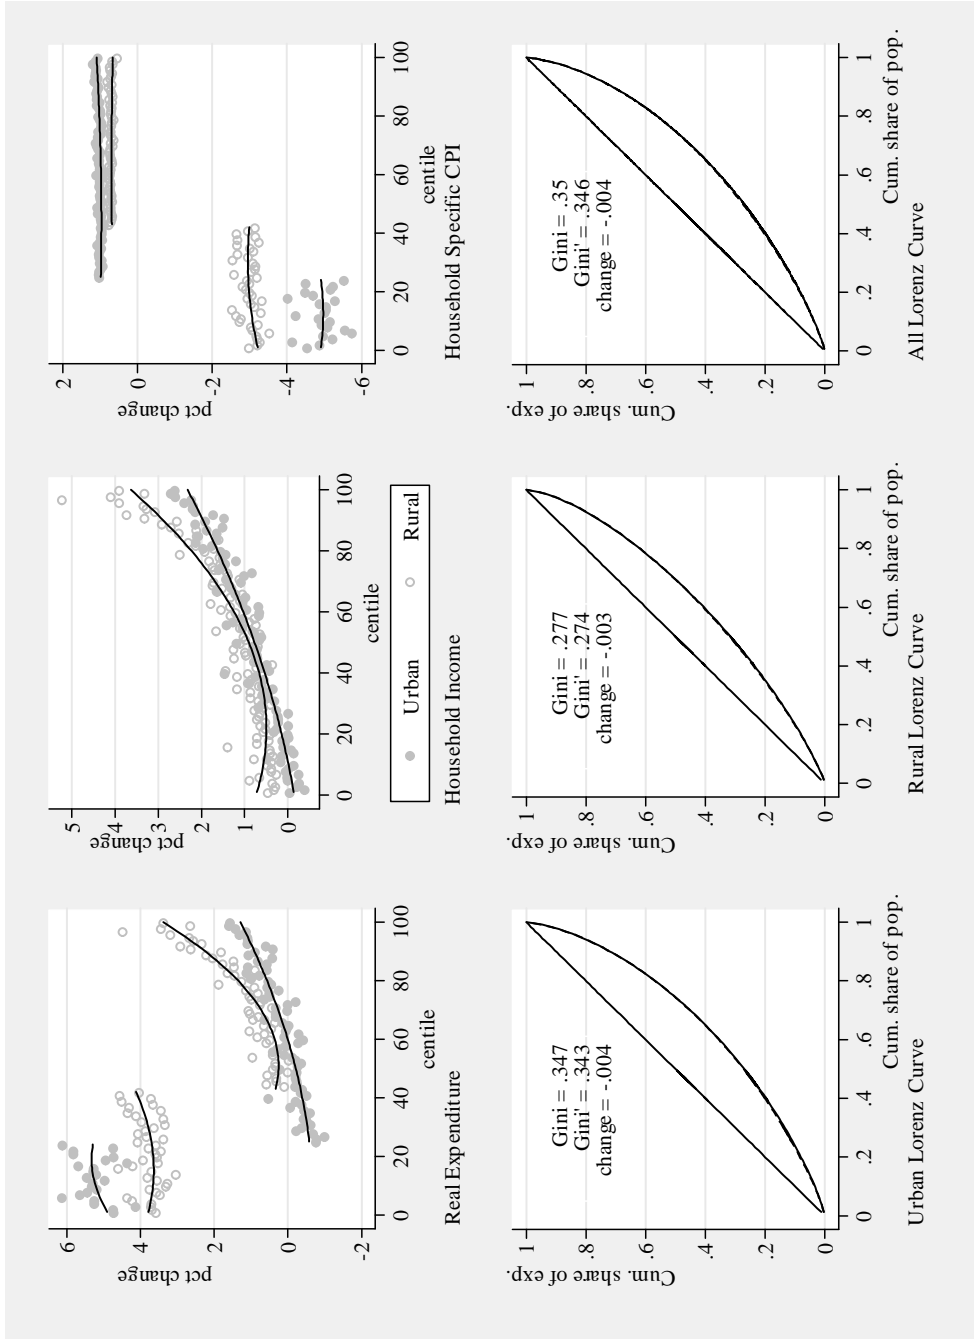 pct change
6
4
2
0
-2
0 20 40 60 80 100
centile
Real Expenditure
pct change
5
4
3
2
1
0
0 20 40 60 80 100
centile
Urban Rural
Household Income
pct change
2
0
-2
-4
-6
0 20 40 60 80 100
centile
Household Specific CPI
Cum. share of exp.
1
.8
.6
.4
.2
0
Gini = .347
Gini' = .343
change = -.004
0 .2 .4 .6 .8 1
Cum. share of pop.
Urban Lorenz Curve
Cum. share of exp.
1
.8
.6
.4
.2
0
Gini = .277
Gini' = .274
change = -.003
0 .2 .4 .6 .8 1
Cum. share of pop.
Rural Lorenz Curve
Cum. share of exp.
1
.8
.6
.4
.2
0
Gini = .35
Gini' = .346
change = -.004
0 .2 .4 .6 .8 1
Cum. share of pop.
All Lorenz Curve